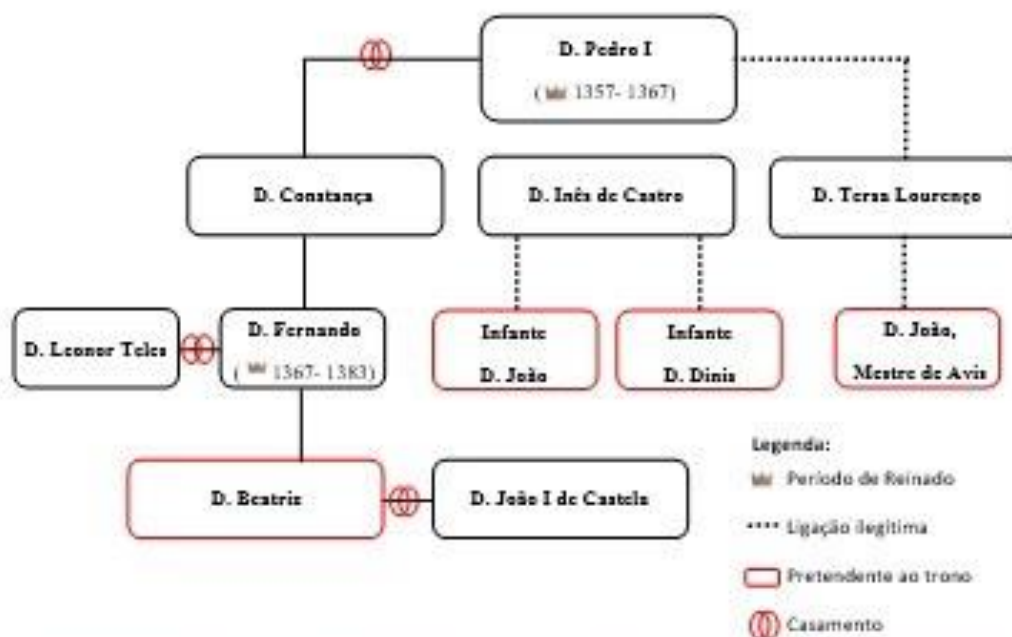 D. Pedro I
( 1357- 1367)
D. Constança
D. Inês de Castro
D. Tersa Lourenço
D. Leonor Teles
D. Fernando
( 1367- 1383)
Infante
D. João
Infante
D. Dinis
D. João,
Mestre de Avis
D. Beatriz
D. João I de Castela
Legenda:
Período de Reinado
Ligação ilegítima
Pretendente ao trono
Casamento